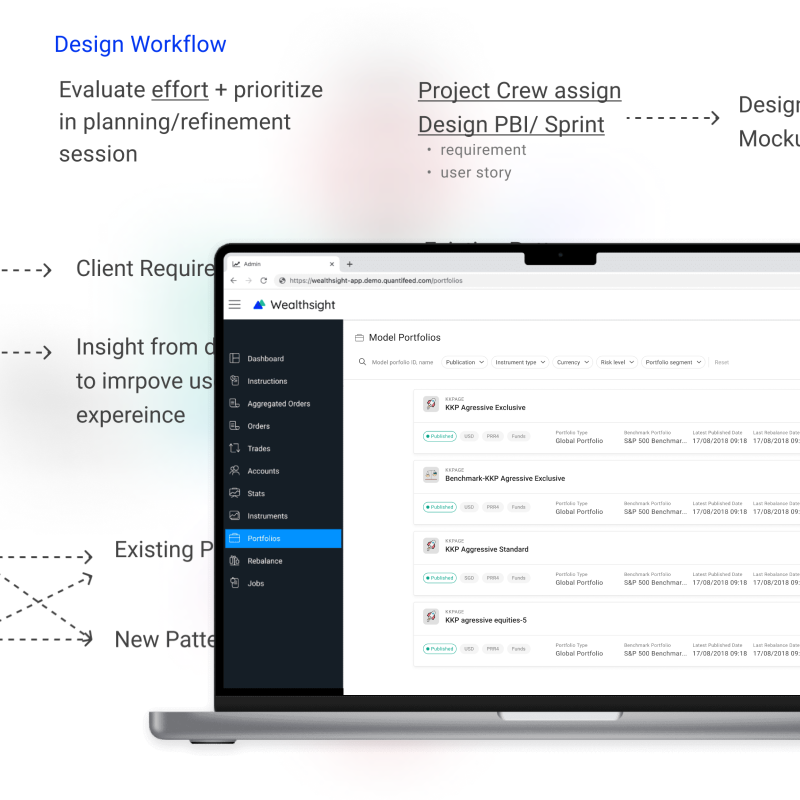 Design Workflow
Evaluate effort + prioritize
in planning/refinement
session
Project Crew assign
Design PBI/ Sprint
• requirement
• user story
Design
Mocku
Client Require
Insight from d
to imrpove us
expereince
Existing P
New Patte
Admin
https://wealthsight-app.demo.quantifeed.com/portfolios
Wealthsight
Dashboard
Instructions
Aggregated Orders
Orders
Trades
Accounts
Stats
Instruments
Portfolios
Rebalance
Jobs
Model Portfolios
Model porfolio ID, name Publication Instrument type Currency Risk level Portfolio segment Reset
KKPAGE
KKP Agressive Exclusive
Portfolio Type Benchmark Portfolio Latest Published Date Last Rebalanse Date
Published USD PRR4 Funds Global Portfolio S&P 500 Benchmar... 17/08/2018 09:18 17/08/2018 09:
KKPAGE
Benchmark-KKP Agressive Exclusive
Portfolio Type Benchmark Portfolio Latest Published Date Last Rebalanse Date
Published USD PRR4 Funds Global Portfolio S&P 500 Benchmar... 17/08/2018 09:18 17/08/2018 09:
KKPAGE
KKP Aggressive Standard
Portfolio Type Benchmark Portfolio Latest Published Date Last Rebalanse Date
Published SGD PRR4 Funds Global Portfolio S&P 500 Benchmar... 17/08/2018 09:18 17/08/2018 09:
KKPAGE
KKP agressive equities-5
Portfolio Type Benchmark Portfolio Latest Published Date Last Rebalanse Date
Published USD PRR4 Funds Global Portfolio S&P 500 Benchmar... 17/08/2018 09:18 17/08/2018 09: